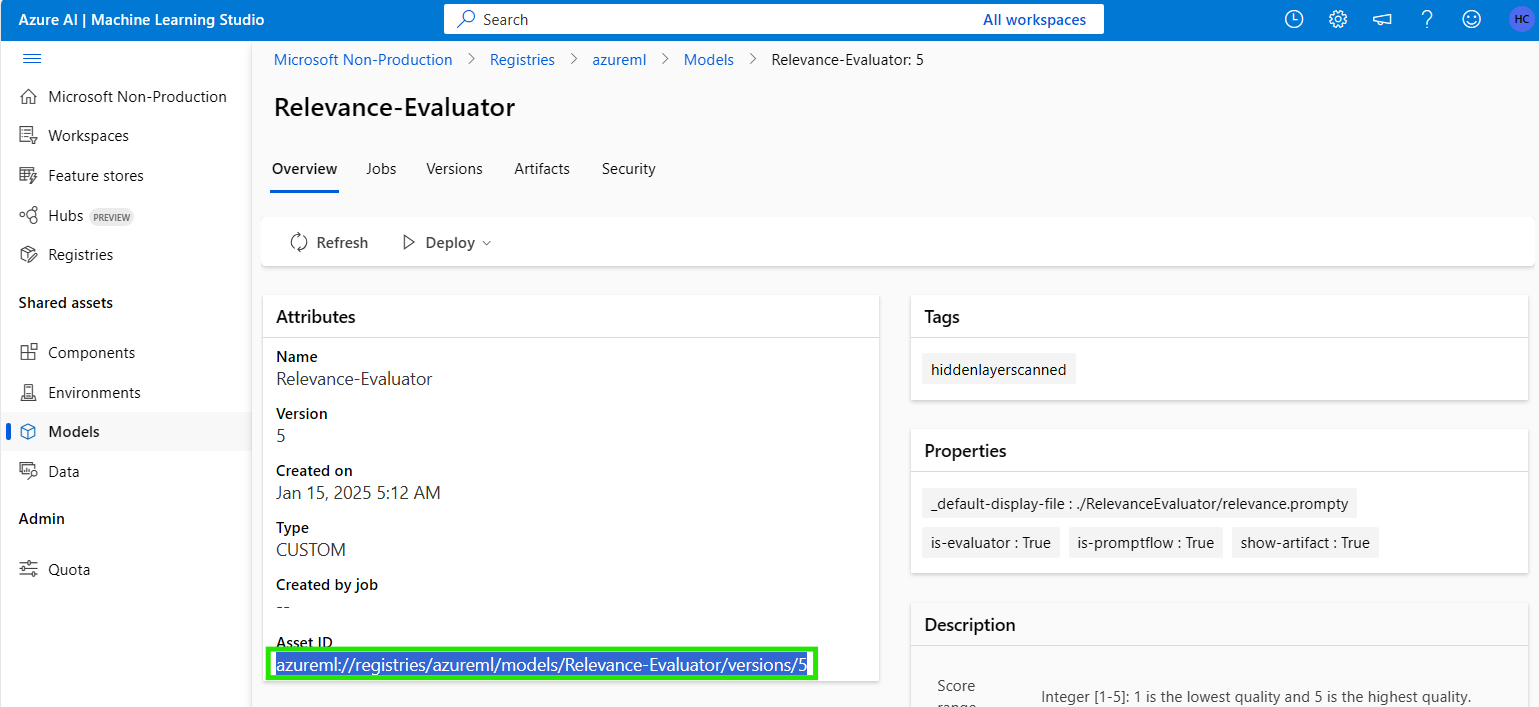 Azure AI | Machine Learning Studio
Search
All workspaces
HC
Microsoft Non-Production
Workspaces
Feature stores
Hubs PREVIEW
Registries
Shared assets
Components
Environments
Models
Data
Admin
Quota
Microsoft Non-Production > Registries > azureml > Models > Relevance-Evaluator: 5
Relevance-Evaluator
Overview Jobs Versions Artifacts Security
Refresh Deploy
Attributes
Name
Relevance-Evaluator
Version
5
Created on
Jan 15, 2025 5:12 AM
Type
CUSTOM
Created by job
--
Asset ID
azureml://registries/azureml/models/Relevance-Evaluator/versions/5
Tags
hiddenlayerscanned
Properties
_default-display-file : ./RelevanceEvaluator/relevance.prompty
is-evaluator : True is-promptflow : True show-artifact : True
Description
Score
range
Integer [1-5]: 1 is the lowest quality and 5 is the highest quality.